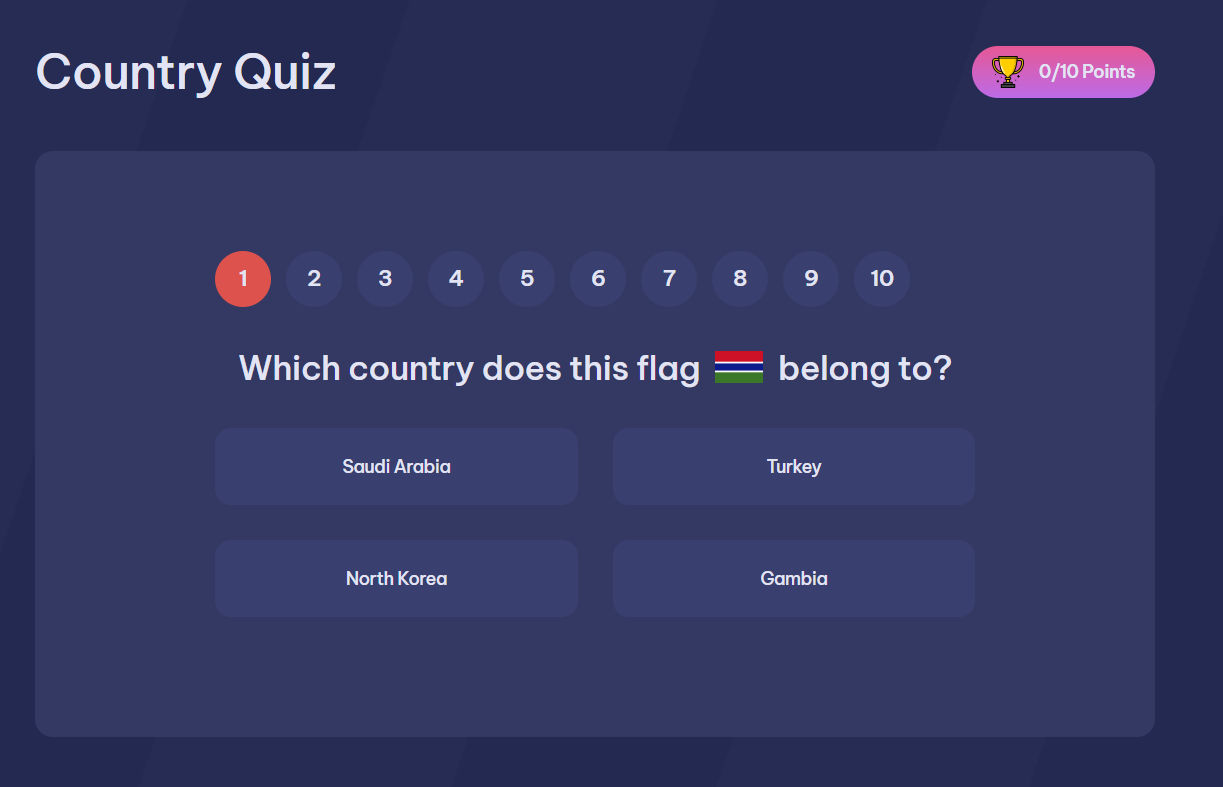 Country Quiz
0/10 Points
1 2 3 4 5 6 7 8 9 10
Which country does this flag belong to?
Saudi Arabia
Turkey
North Korea
Gambia